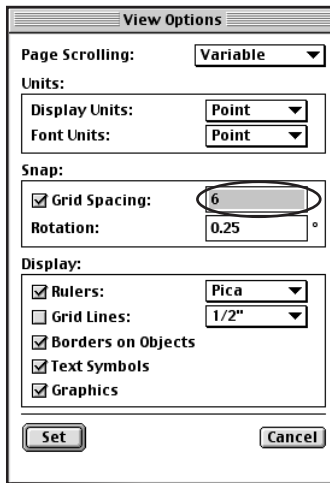 View Options
Page Scrolling: Variable
Units:
Display Units: Point
Font Units: Point
Snap:
Grid Spacing: 6
Rotation: 0.25 °
Display:
Rulers: Pica
Grid Lines: 1/2"
Borders on Objects
Text Symbols
Graphics
Set Cancel